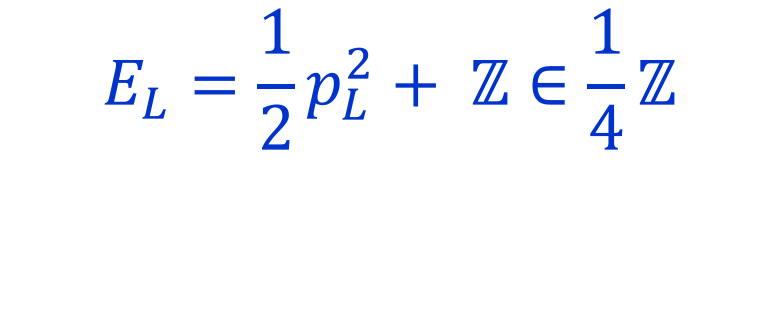 E_L = 1/2 p_L^2 + ℤ ∈ 1/4 ℤ